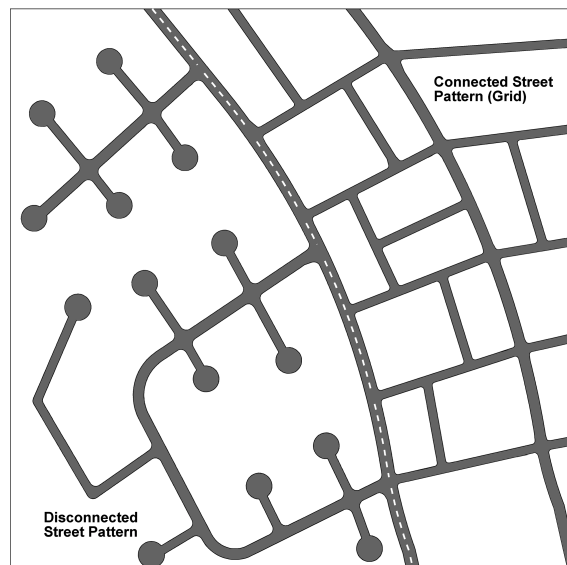 Connected Street
Pattern (Grid)
Disconnected
Street Pattern